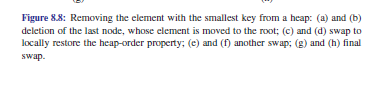 Figure 8.8: Removing the element with the smallest key from a heap: (a) and (b)
deletion of the last node, whose element is moved to the root; (c) and (d) swap to
locally restore the heap-order property; (e) and (f) another swap; (g) and (h) final
swap.